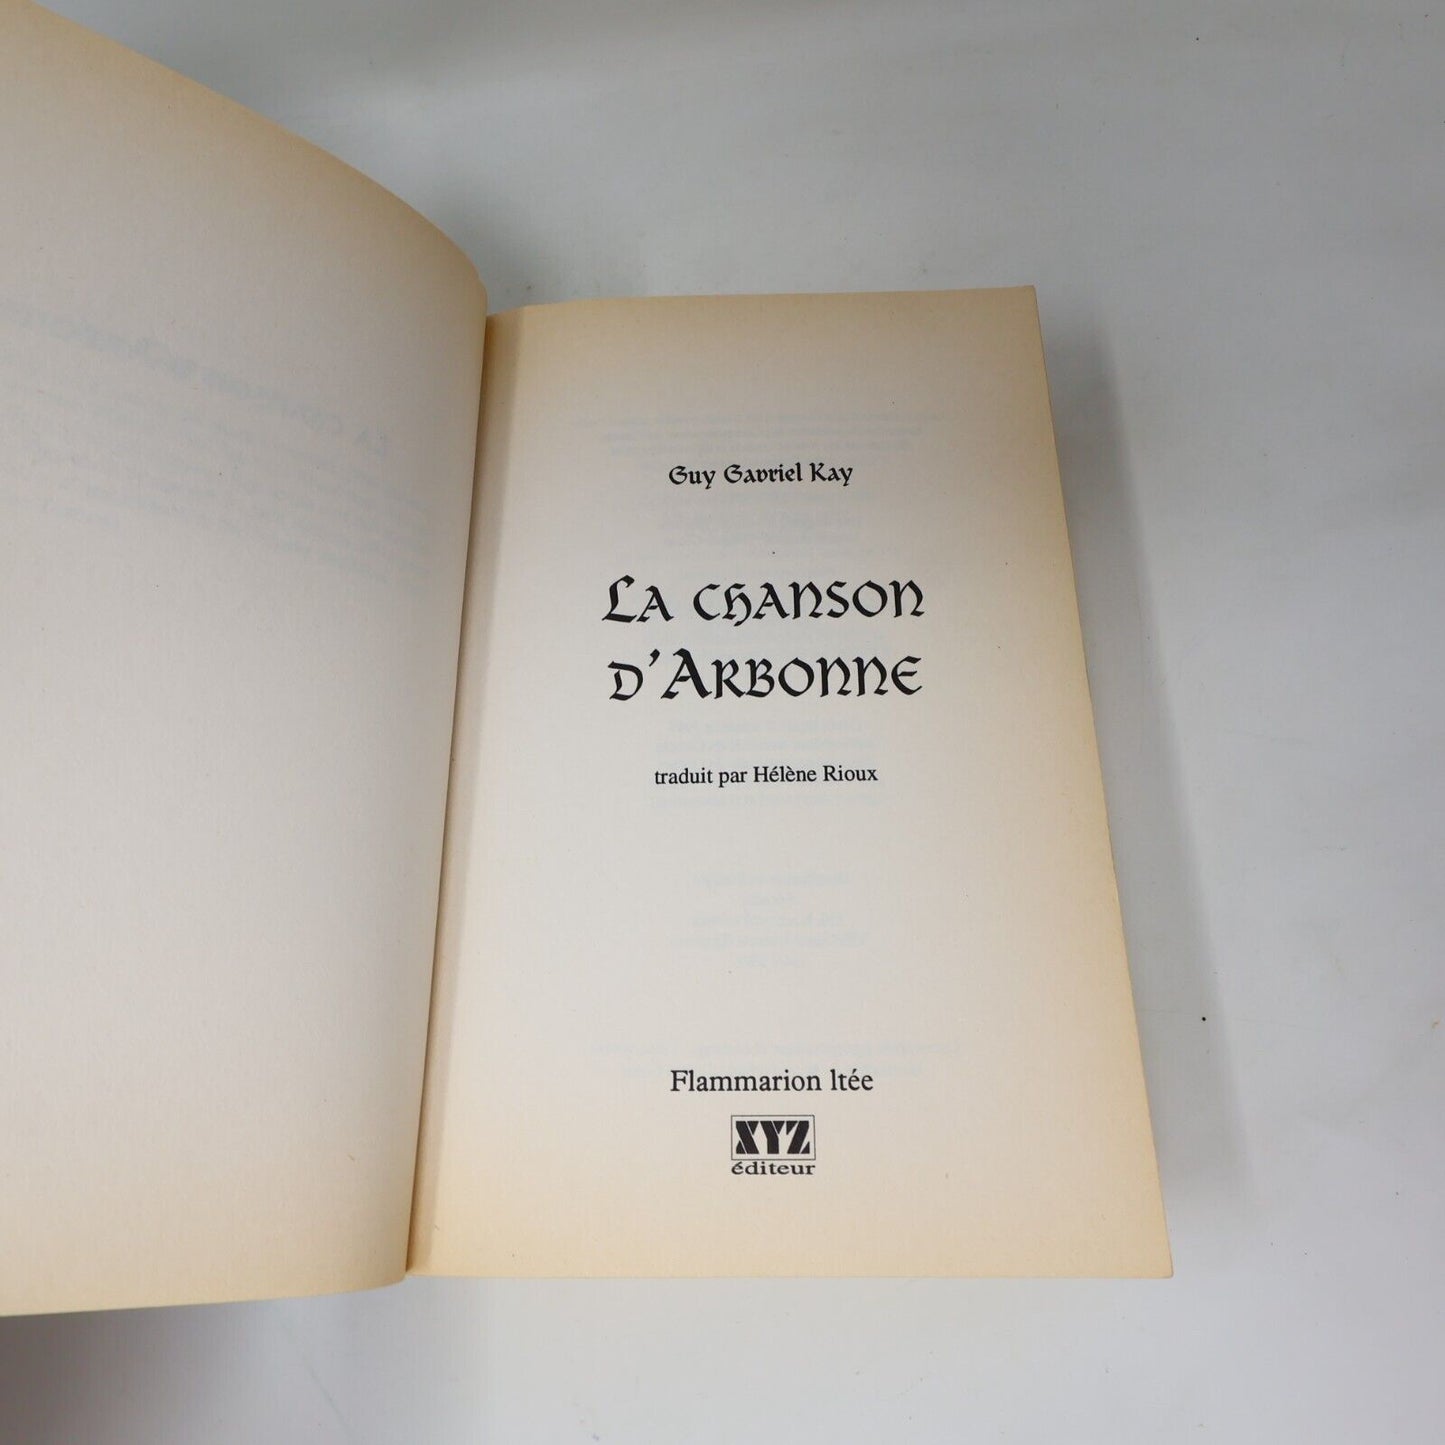 Guy Gavriel Kay
La chanson
d'Arbonne
traduit par Hélène Rioux
Flammarion ltée
XYZ
éditeur